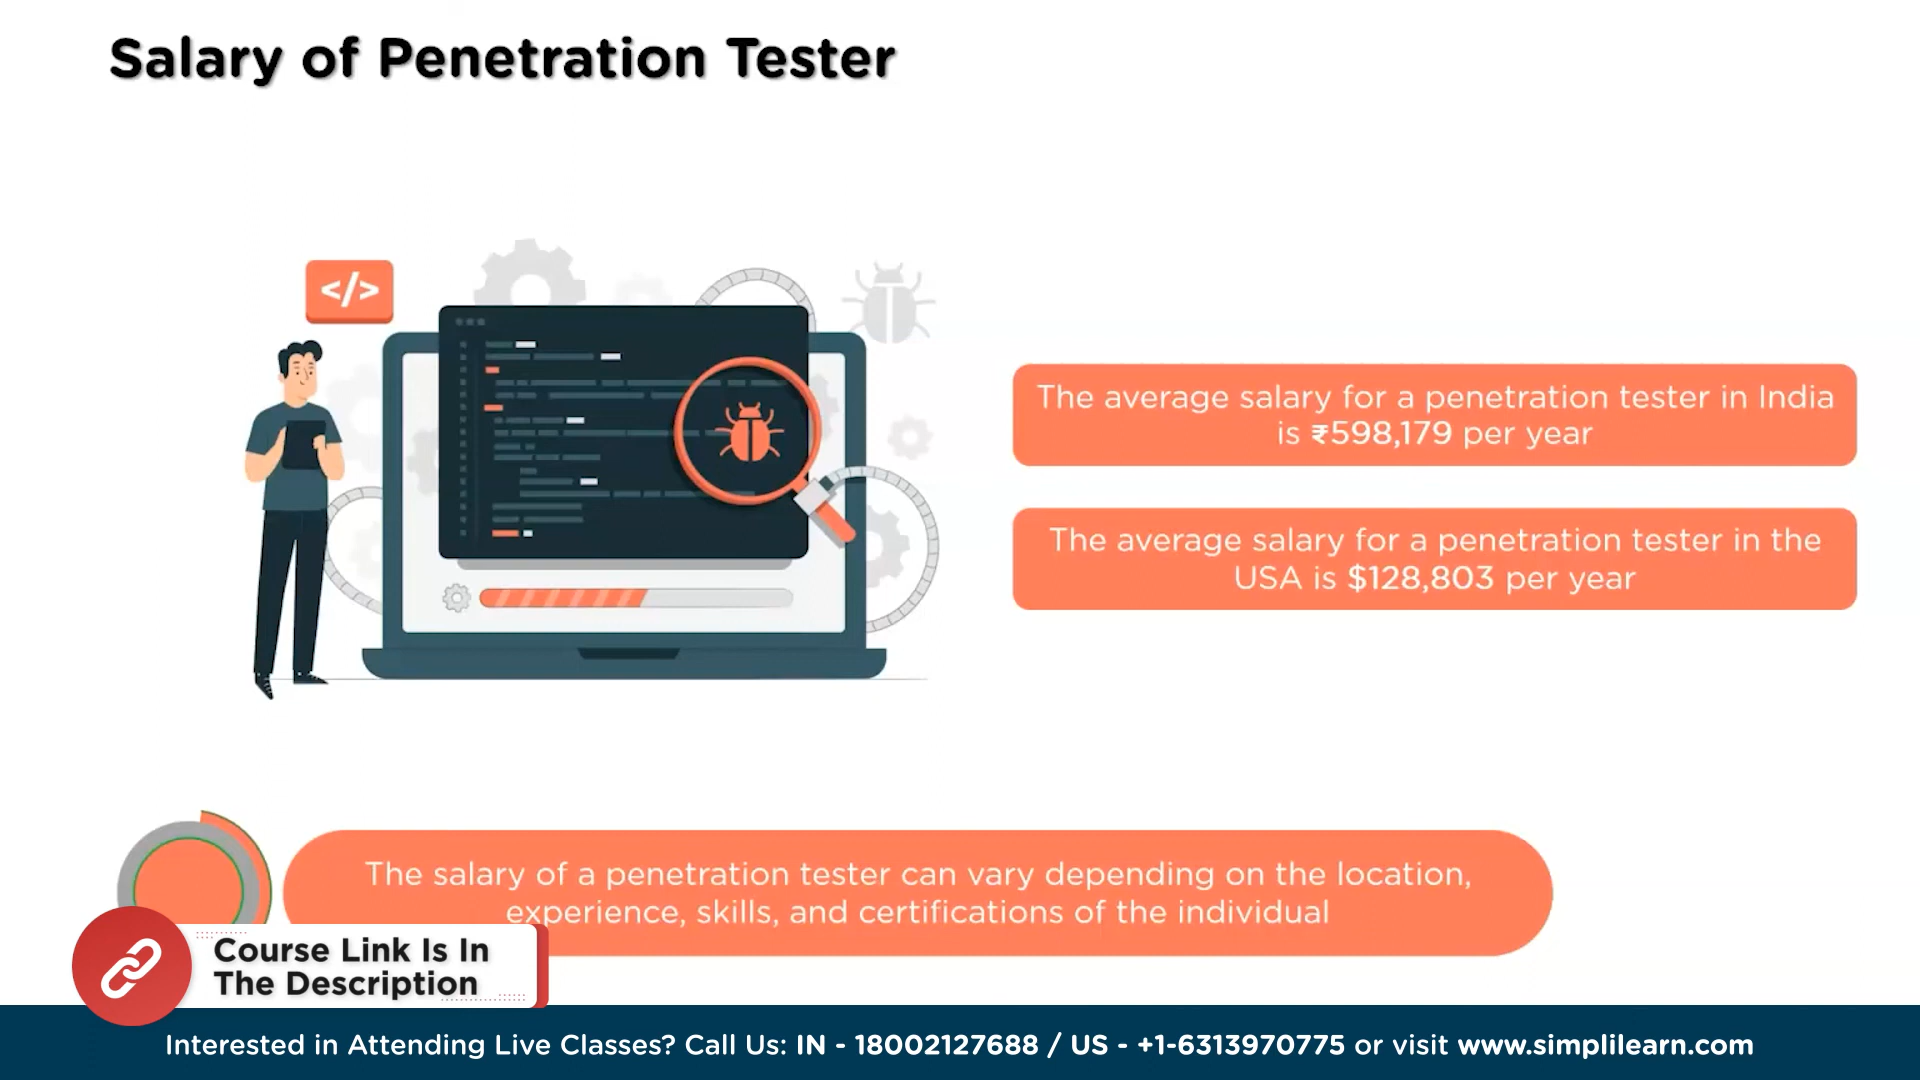 Salary of Penetration Tester
</>
The average salary for a penetration tester in India
is ₹598,179 per year
The average salary for a penetration tester in the
USA is $128,803 per year
The salary of a penetration tester can vary depending on the location,
experience, skills, and certifications of the individual
Course Link Is In
The Description
Interested in Attending Live Classes? Call Us: IN - 18002127688 / US - +1-6313970775 or visit www.simplilearn.com